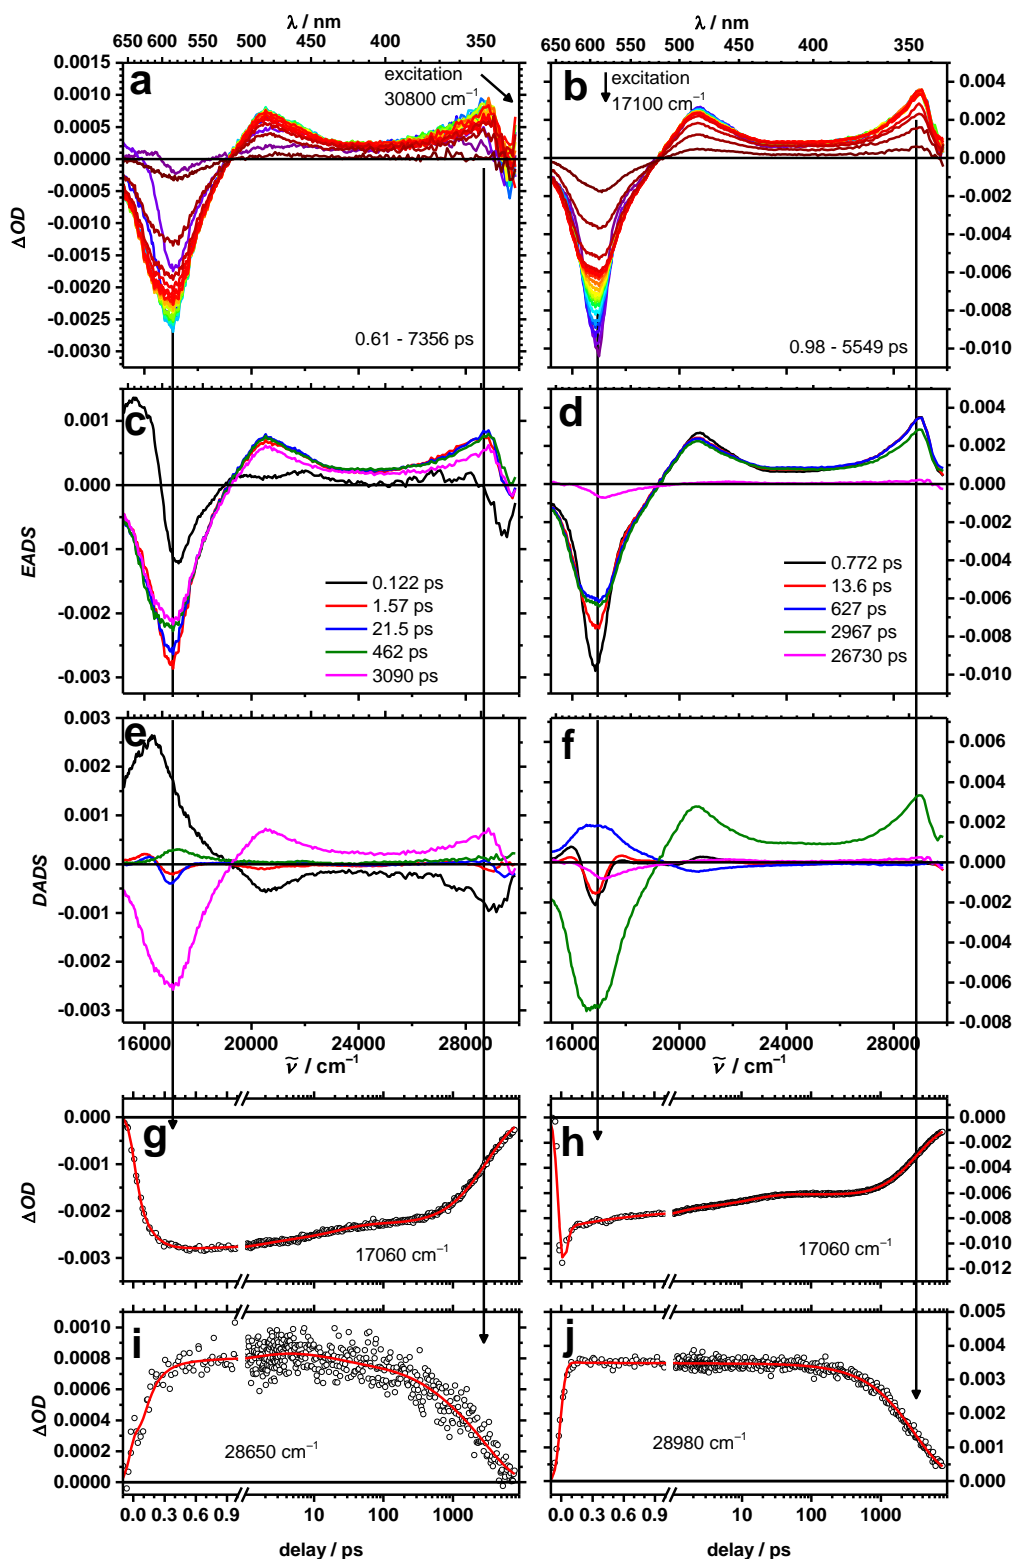 λ / nm λ / nm
650 600 550 500 450 400 350 650 600 550 500 450 400 350
0.0015
0.0010
0.0005
0.0000
-0.0005
-0.0010
-0.0015
-0.0020
-0.0025
-0.0030
ΔOD
a
excitation
30800 cm⁻¹
0.61 - 7356 ps
b
excitation
17100 cm⁻¹
0.98 - 5549 ps
0.004
0.002
0.000
-0.002
-0.004
-0.006
-0.008
-0.010
0.001
0.000
-0.001
-0.002
-0.003
EADS
c
0.122 ps
1.57 ps
21.5 ps
462 ps
3090 ps
d
0.772 ps
13.6 ps
627 ps
2967 ps
26730 ps
0.004
0.002
0.000
-0.002
-0.004
-0.006
-0.008
-0.010
0.003
0.002
0.001
0.000
-0.001
-0.002
-0.003
DADS
e
f
0.006
0.004
0.002
0.000
-0.002
-0.004
-0.006
-0.008
16000 20000 24000 28000 16000 20000 24000 28000
ν̃ / cm⁻¹ ν̃ / cm⁻¹
0.000
-0.001
-0.002
-0.003
ΔOD
g
17060 cm⁻¹
h
17060 cm⁻¹
0.000
-0.002
-0.004
-0.006
-0.008
-0.010
-0.012
0.0010
0.0008
0.0006
0.0004
0.0002
0.0000
ΔOD
i
28650 cm⁻¹
j
28980 cm⁻¹
0.005
0.004
0.003
0.002
0.001
0.000
0.0 0.3 0.6 0.9 10 100 1000 0.0 0.3 0.6 0.9 10 100 1000
delay / ps delay / ps